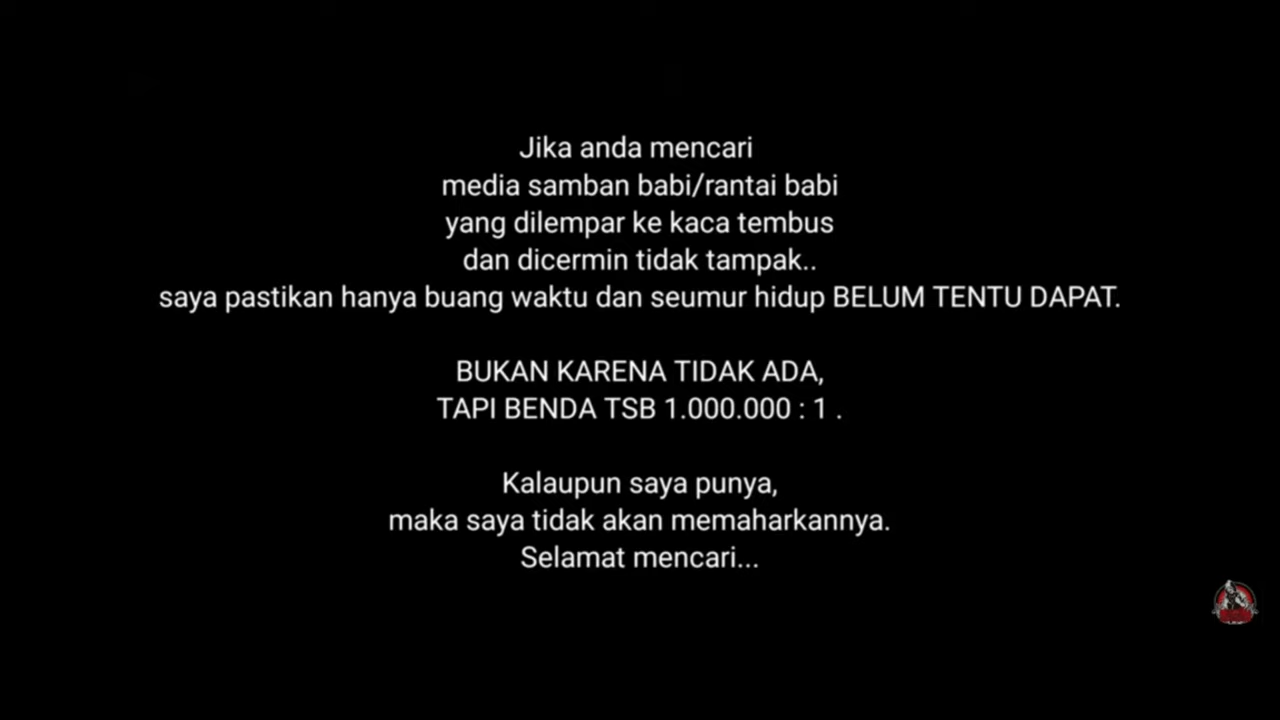 Jika anda mencari
media samban babi/rantai babi
yang dilempar ke kaca tembus
dan dicermin tidak tampak..
saya pastikan hanya buang waktu dan seumur hidup BELUM TENTU DAPAT.
BUKAN KARENA TIDAK ADA,
TAPI BENDA TSB 1.000.000 : 1 .
Kalaupun saya punya,
maka saya tidak akan memaharkannya.
Selamat mencari...